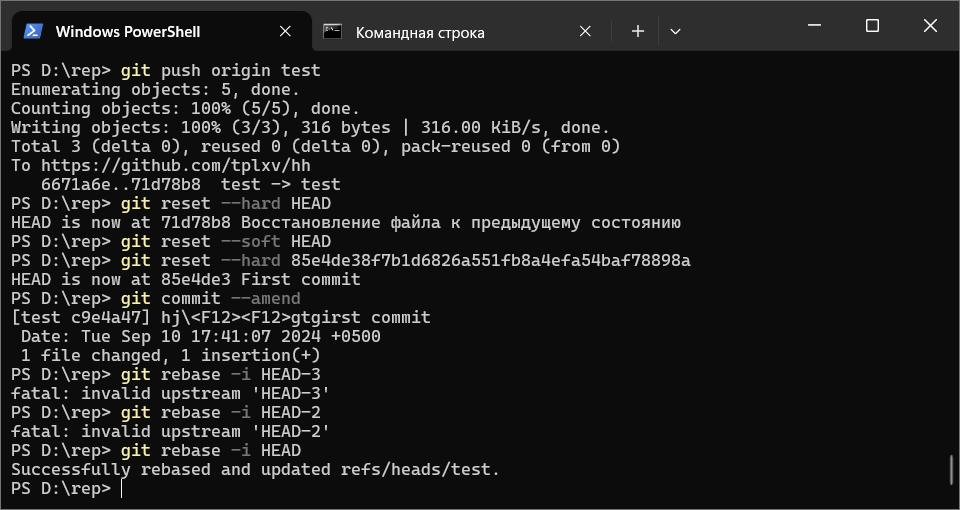 Windows PowerShell
Командная строка
PS D:\rep> git push origin test
Enumerating objects: 5, done.
Counting objects: 100% (5/5), done.
Writing objects: 100% (3/3), 316 bytes | 316.00 KiB/s, done.
Total 3 (delta 0), reused 0 (delta 0), pack-reused 0 (from 0)
To https://github.com/tplxv/hh
   6671a6e..71d78b8  test -> test
PS D:\rep> git reset --hard HEAD
HEAD is now at 71d78b8 Восстановление файла к предыдущему состоянию
PS D:\rep> git reset --soft HEAD
PS D:\rep> git reset --hard 85e4de38f7b1d6826a551fb8a4efa54baf78898a
HEAD is now at 85e4de3 First commit
PS D:\rep> git commit --amend
[test c9e4a47] hj\<F12><F12>gtgirst commit
 Date: Tue Sep 10 17:41:07 2024 +0500
 1 file changed, 1 insertion(+)
PS D:\rep> git rebase -i HEAD-3
fatal: invalid upstream 'HEAD-3'
PS D:\rep> git rebase -i HEAD-2
fatal: invalid upstream 'HEAD-2'
PS D:\rep> git rebase -i HEAD
Successfully rebased and updated refs/heads/test.
PS D:\rep>